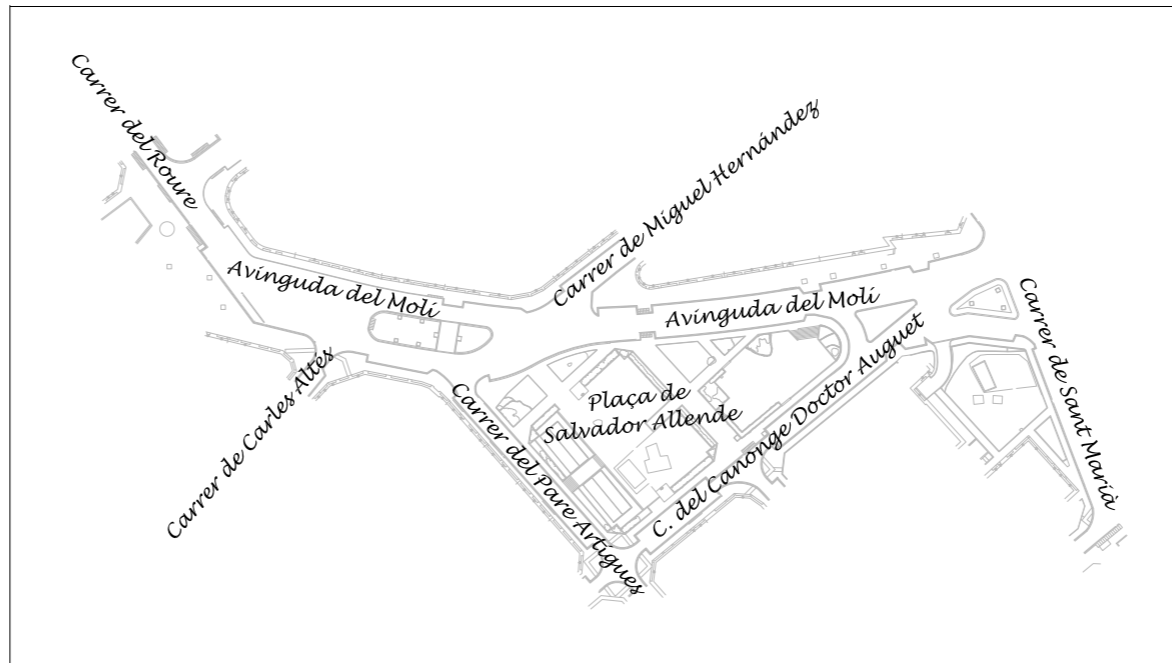 Carrer del Roure
Carrer de Miguel Hernández
Avinguda del Molí
Avinguda del Molí
Carrer de Sant Marià
Carrer de Carles Altés
Carrer del Pare Artigues
Plaça de
Salvador Allende
C. del Canonge Doctor Auguet